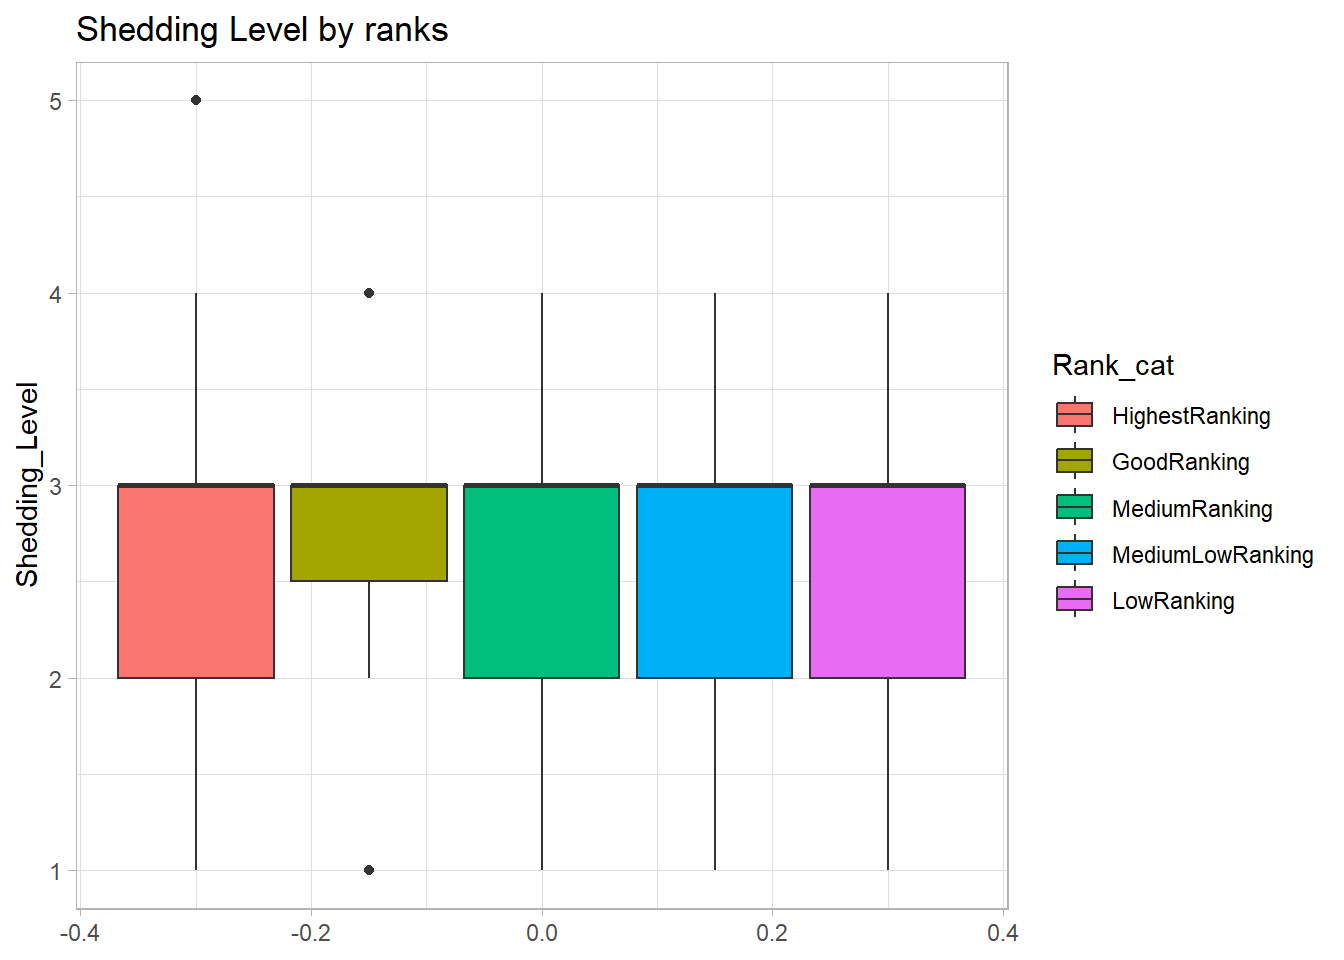 Shedding Level by ranks
Shedding_Level
5
4
3
2
1
-0.4
-0.2
0.0
0.2
0.4
Rank_cat
HighestRanking
GoodRanking
MediumRanking
MediumLowRanking
LowRanking